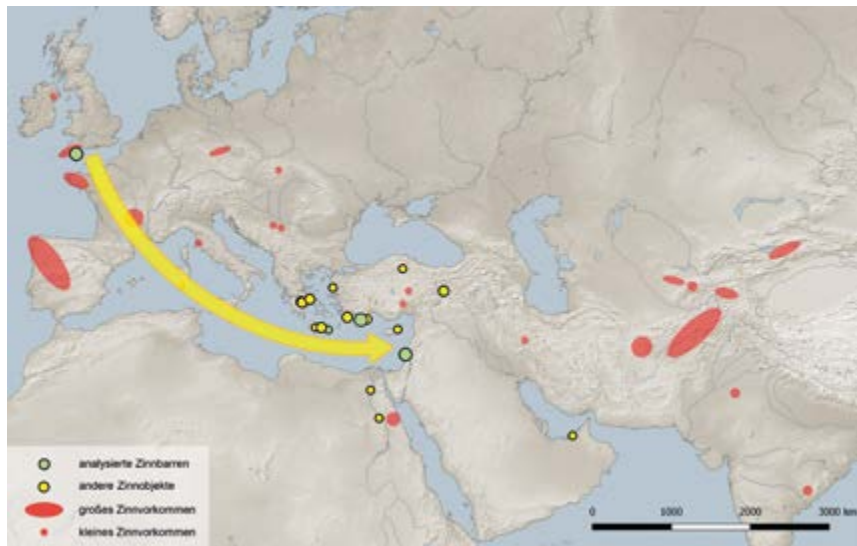 analysierte Zinnbarren
andere Zinnobjekte
großes Zinnvorkommen
kleines Zinnvorkommen
0 1000 2000 3000 km